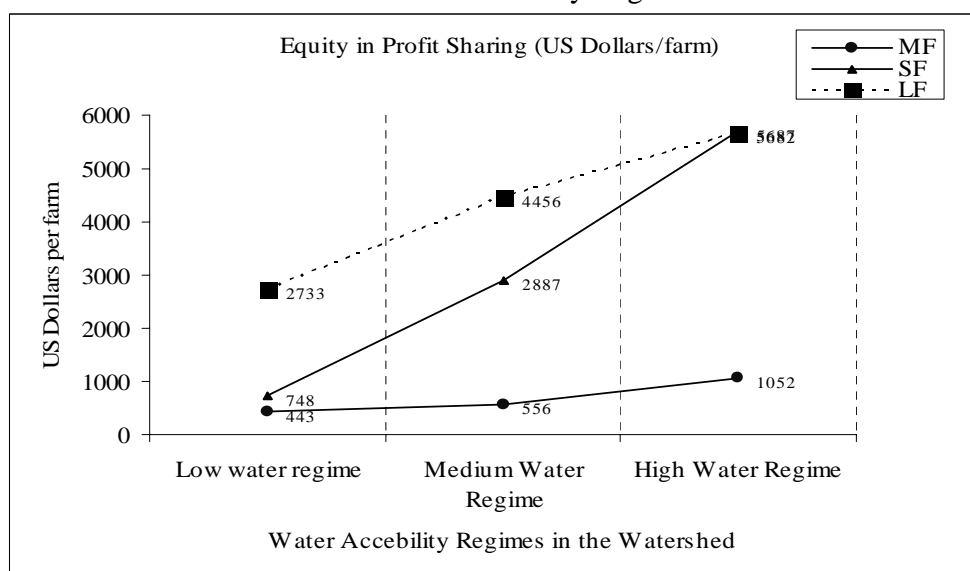 Equity in Profit Sharing (US Dollars/farm)
MF
SF
LF
6000
5000
4000
3000
2000
1000
0
US Dollars per farm
5687
5682
4456
2733
2887
748
443
556
1052
Low water regime
Medium Water
Regime
High Water Regime
Water Accebility Regimes in the Watershed